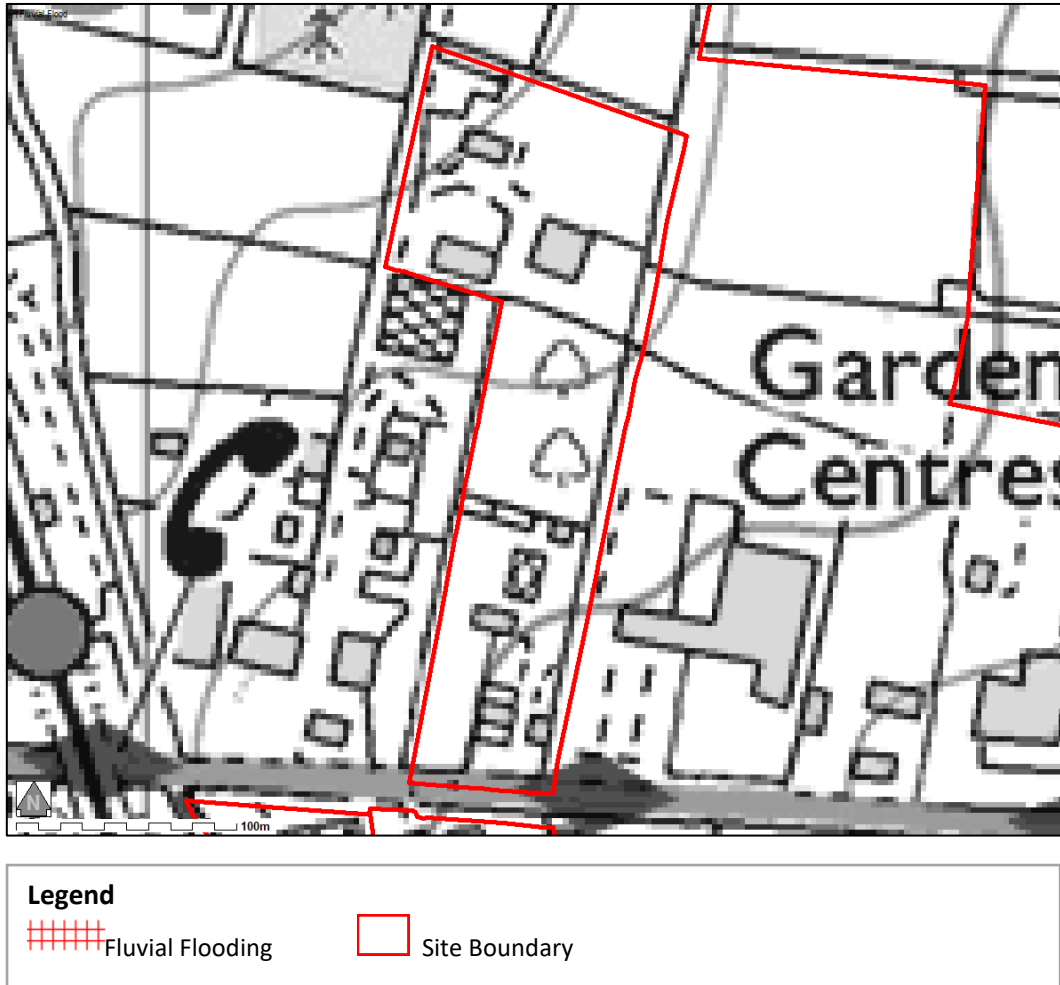 Fluvial Flood
Garden
Centres
N
100m
Legend
Fluvial Flooding
Site Boundary